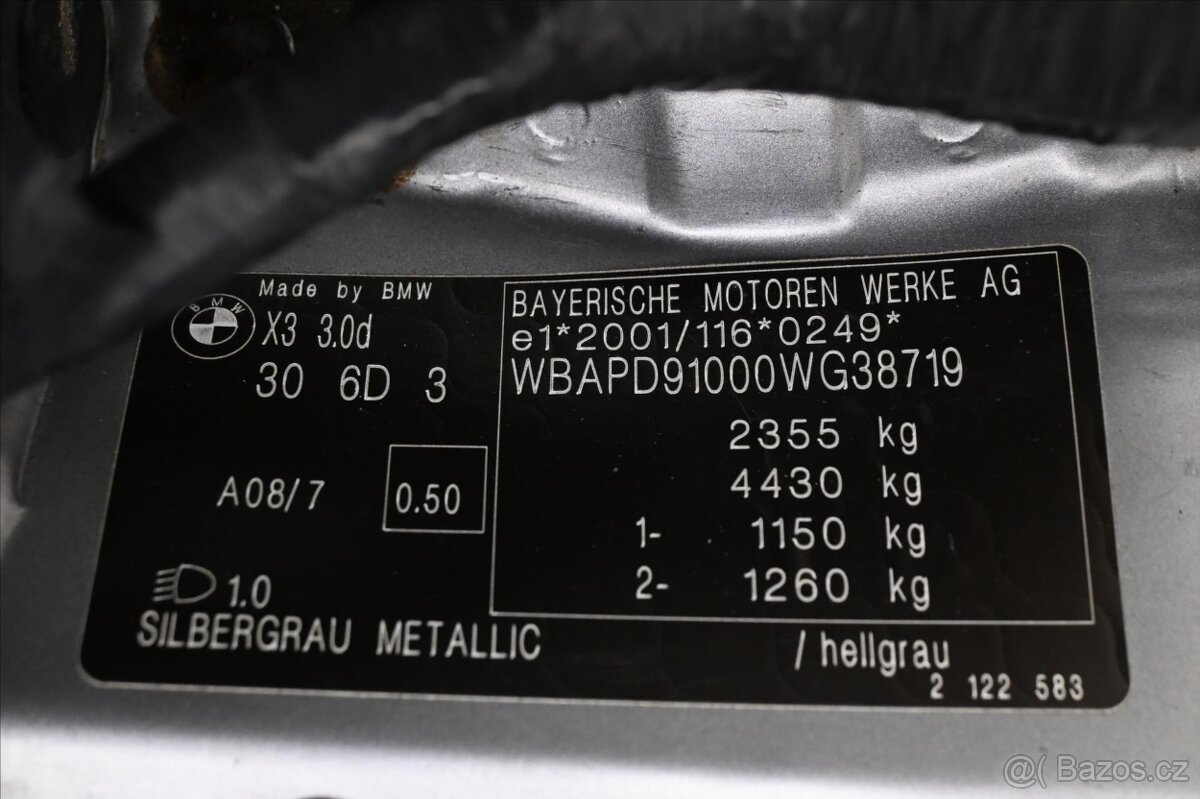 Made by BMW
BMW
X3 3.0d
30 6D 3
A08/7
0.50
1.0
SILBERGRAU METALLIC
BAYERISCHE MOTOREN WERKE AG
e1*2001/116*0249*
WBAPD91000WG38719
2355 kg
4430 kg
1- 1150 kg
2- 1260 kg
/ hellgrau
2 122 583
@( Bazos.cz